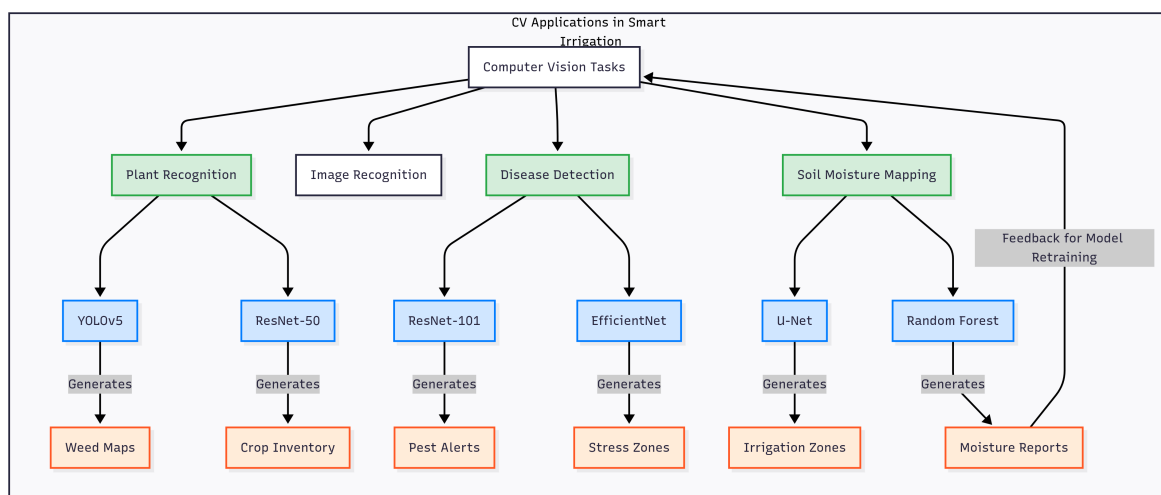 CV Applications in Smart
Irrigation
Computer Vision Tasks
Plant Recognition
Image Recognition
Disease Detection
Soil Moisture Mapping
Feedback for Model
Retraining
YOLOv5
ResNet-50
ResNet-101
EfficientNet
U-Net
Random Forest
Generates
Generates
Generates
Generates
Generates
Generates
Weed Maps
Crop Inventory
Pest Alerts
Stress Zones
Irrigation Zones
Moisture Reports